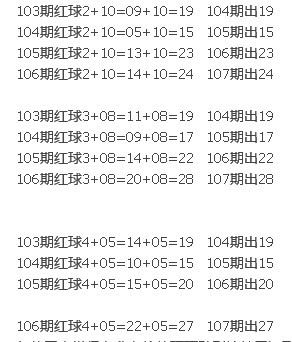 103期红球2+10=09+10=19 104期出19
104期红球2+10=05+10=15 105期出15
105期红球2+10=13+10=23 106期出23
106期红球2+10=14+10=24 107期出24
103期红球3+08=11+08=19 104期出19
104期红球3+08=09+08=17 105期出17
105期红球3+08=14+08=22 106期出22
106期红球3+08=20+08=28 107期出28
103期红球4+05=14+05=19 104期出19
104期红球4+05=10+05=15 105期出15
105期红球4+05=15+05=20 106期出20
106期红球4+05=22+05=27 107期出27